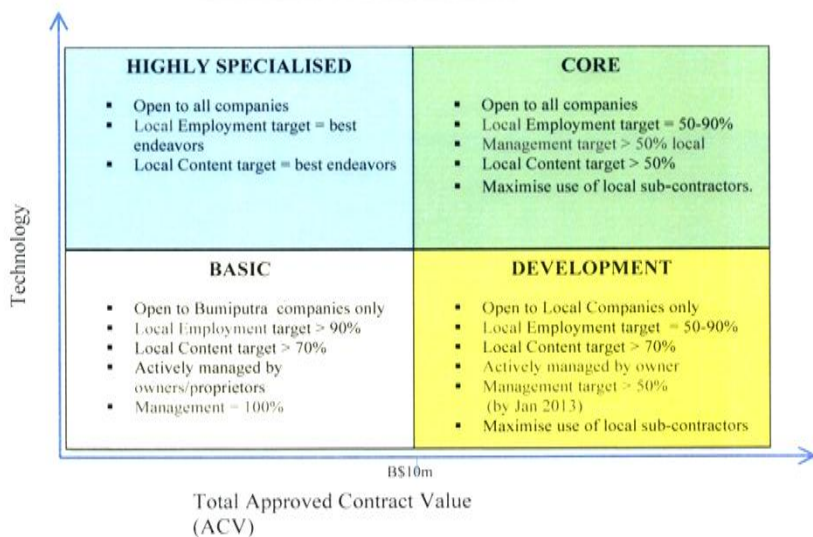 HIGHLY SPECIALISED
▪ Open to all companies
▪ Local Employment target = best
endeavors
▪ Local Content target = best endeavors
CORE
▪ Open to all companies
▪ Local Employment target = 50-90%
▪ Management target > 50% local
▪ Local Content target > 50%
▪ Maximise use of local sub-contractors.
Technology
BASIC
▪ Open to Bumiputra companies only
▪ Local Employment target > 90%
▪ Local Content target > 70%
▪ Actively managed by
owners/proprietors
▪ Management = 100%
DEVELOPMENT
▪ Open to Local Companies only
▪ Local Employment target = 50-90%
▪ Local Content target > 70%
▪ Actively managed by owner
▪ Management target > 50%
(by Jan 2013)
▪ Maximise use of local sub-contractors
B$10m
Total Approved Contract Value
(ACV)